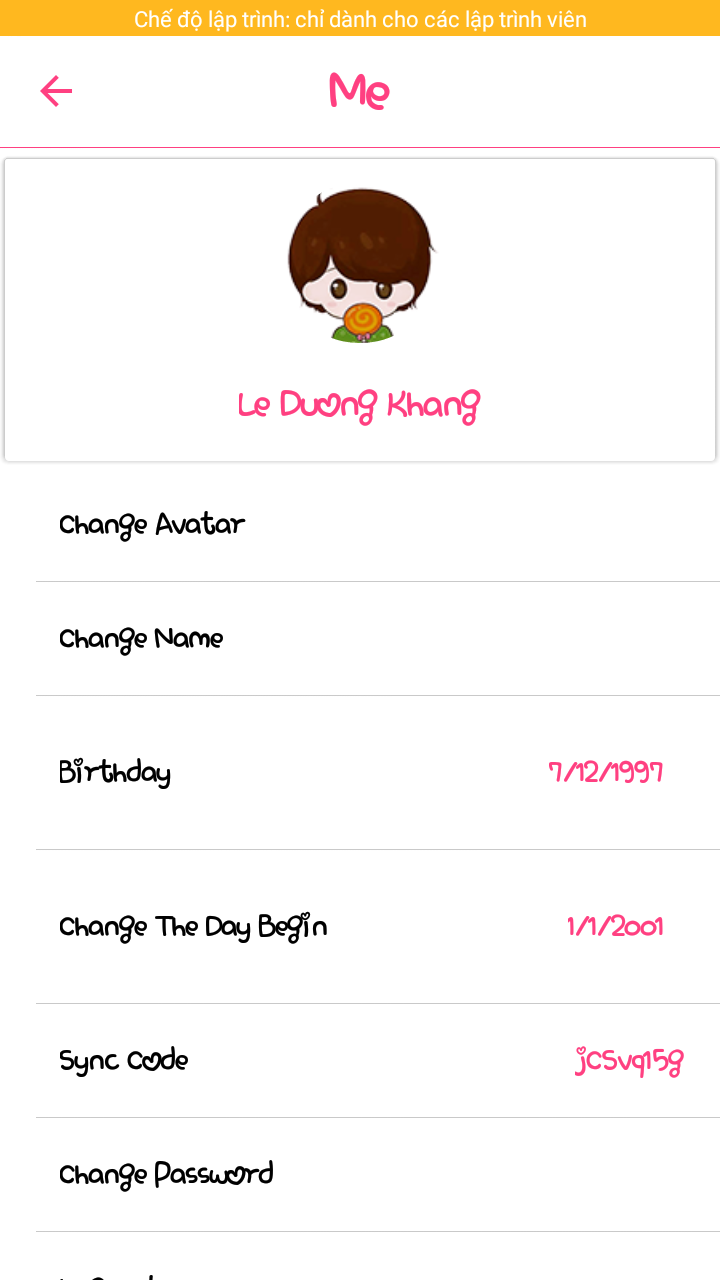 Chế độ lập trình: chỉ dành cho các lập trình viên
Me
Le Duong Khang
Change Avatar
Change Name
Birthday 7/12/1997
Change The Day Begin 1/1/2001
Sync Code jCSvq15g
Change Password